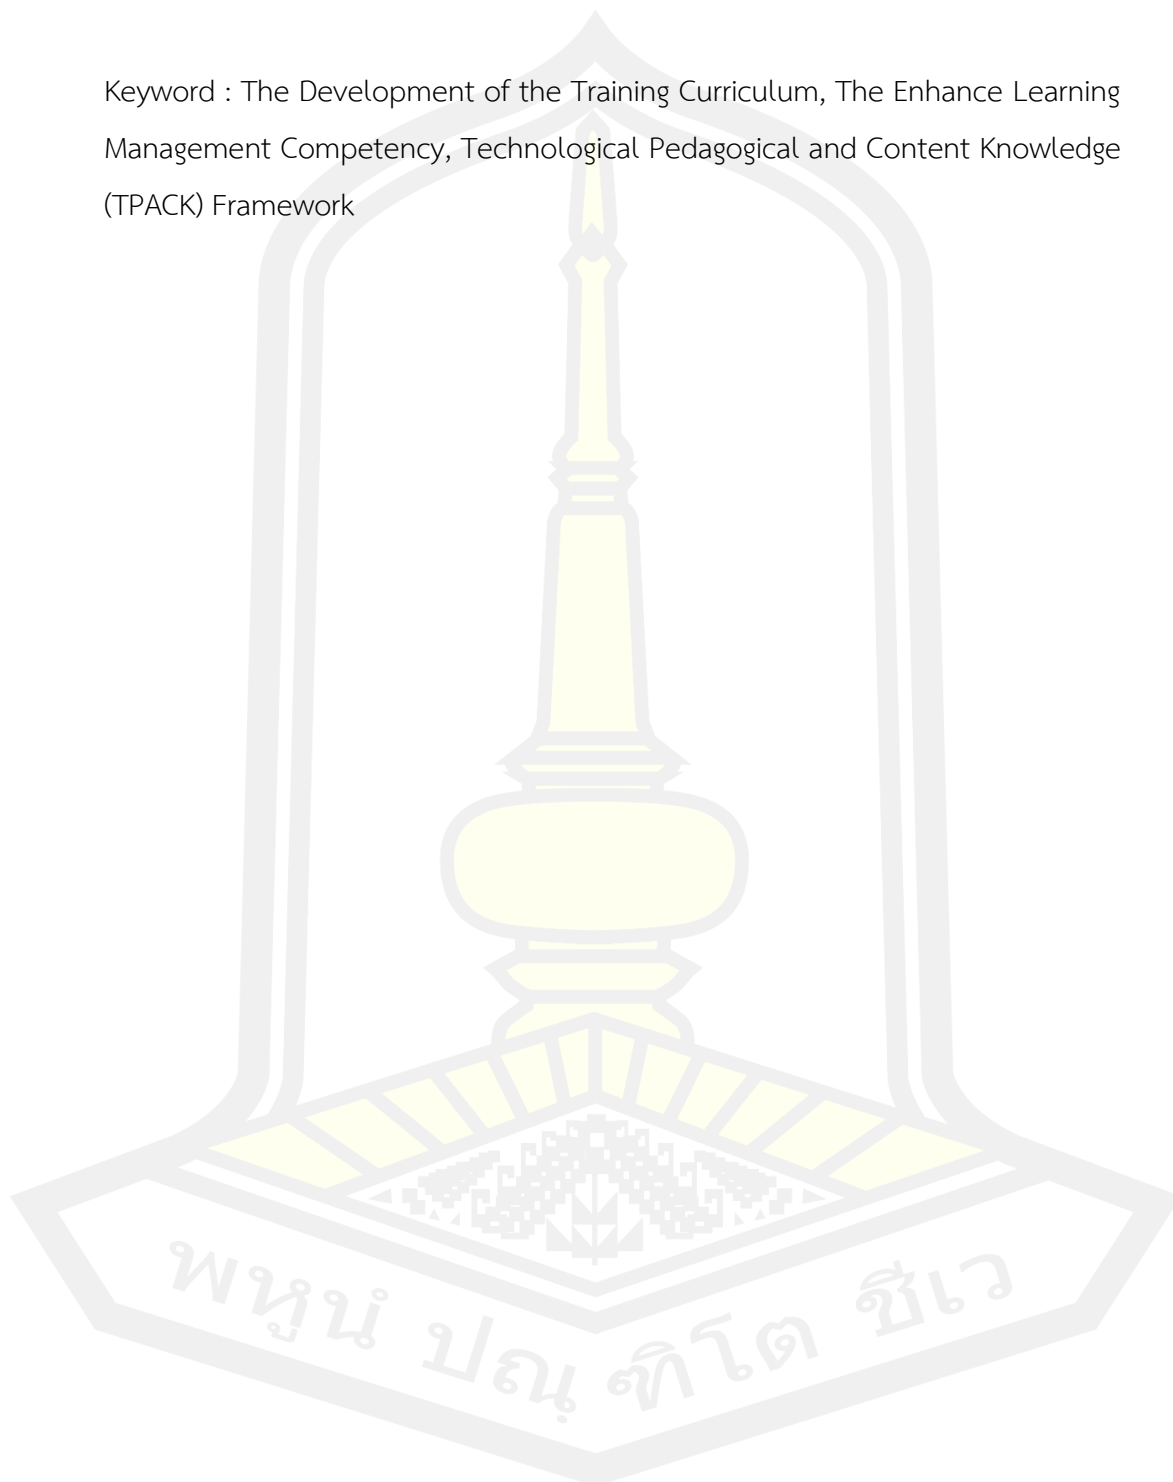 Keyword : The Development of the Training Curriculum, The Enhance Learning
Management Competency, Technological Pedagogical and Content Knowledge
(TPACK) Framework
พหูนํ ปณฺฑิโต ชีเว